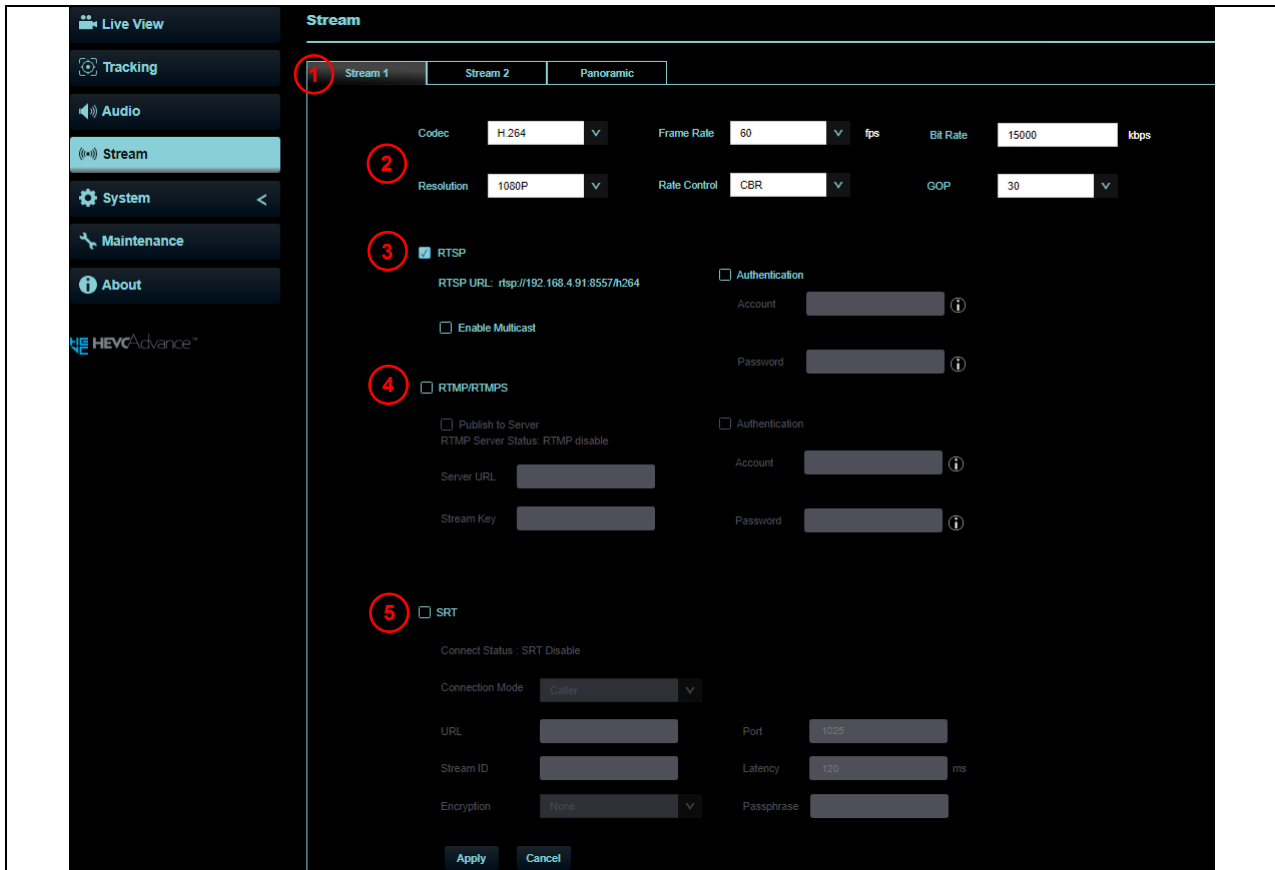 Live View
Tracking
Audio
Stream
System <
Maintenance
About
HEVC Advance™
Stream
1 Stream 1 Stream 2 Panoramic
Codec H.264 Frame Rate 60 fps Bit Rate 15000 kbps
2
Resolution 1080P Rate Control CBR GOP 30
3 RTSP
RTSP URL: rtsp://192.168.4.91:8557/h264
Authentication
Account
Enable Multicast
Password
4 RTMP/RTMPS
Publish to Server
Authentication
RTMP Server Status: RTMP disable
Server URL
Account
Stream Key
Password
5 SRT
Connect Status : SRT Disable
Connection Mode Caller
URL Port 1025
Stream ID Latency 120 ms
Encryption None Passphrase
Apply Cancel